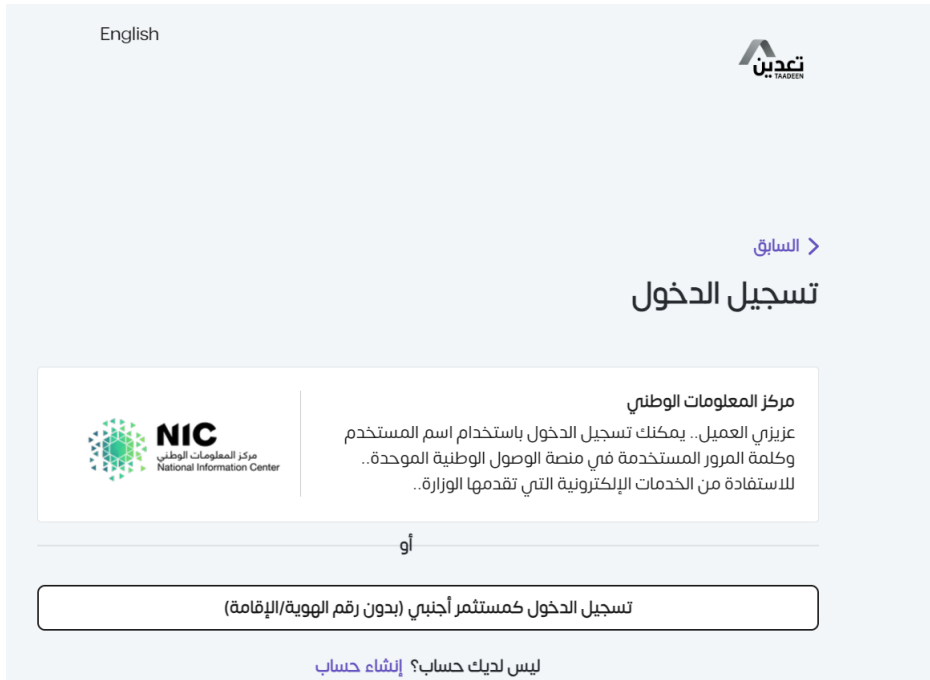 English
تعدين
TAADEEN
السابق
تسجيل الدخول
مركز المعلومات الوطني
عزيزي العميل.. يمكنك تسجيل الدخول باستخدام اسم المستخدم
وكلمة المرور المستخدمة في منصة الوصول الوطنية الموحدة..
للاستفادة من الخدمات الإلكترونية التي تقدمها الوزارة..
NIC
مركز المعلومات الوطني
National Information Center
أو
تسجيل الدخول كمستثمر أجنبي (بدون رقم الهوية/الإقامة)
ليس لديك حساب؟ إنشاء حساب